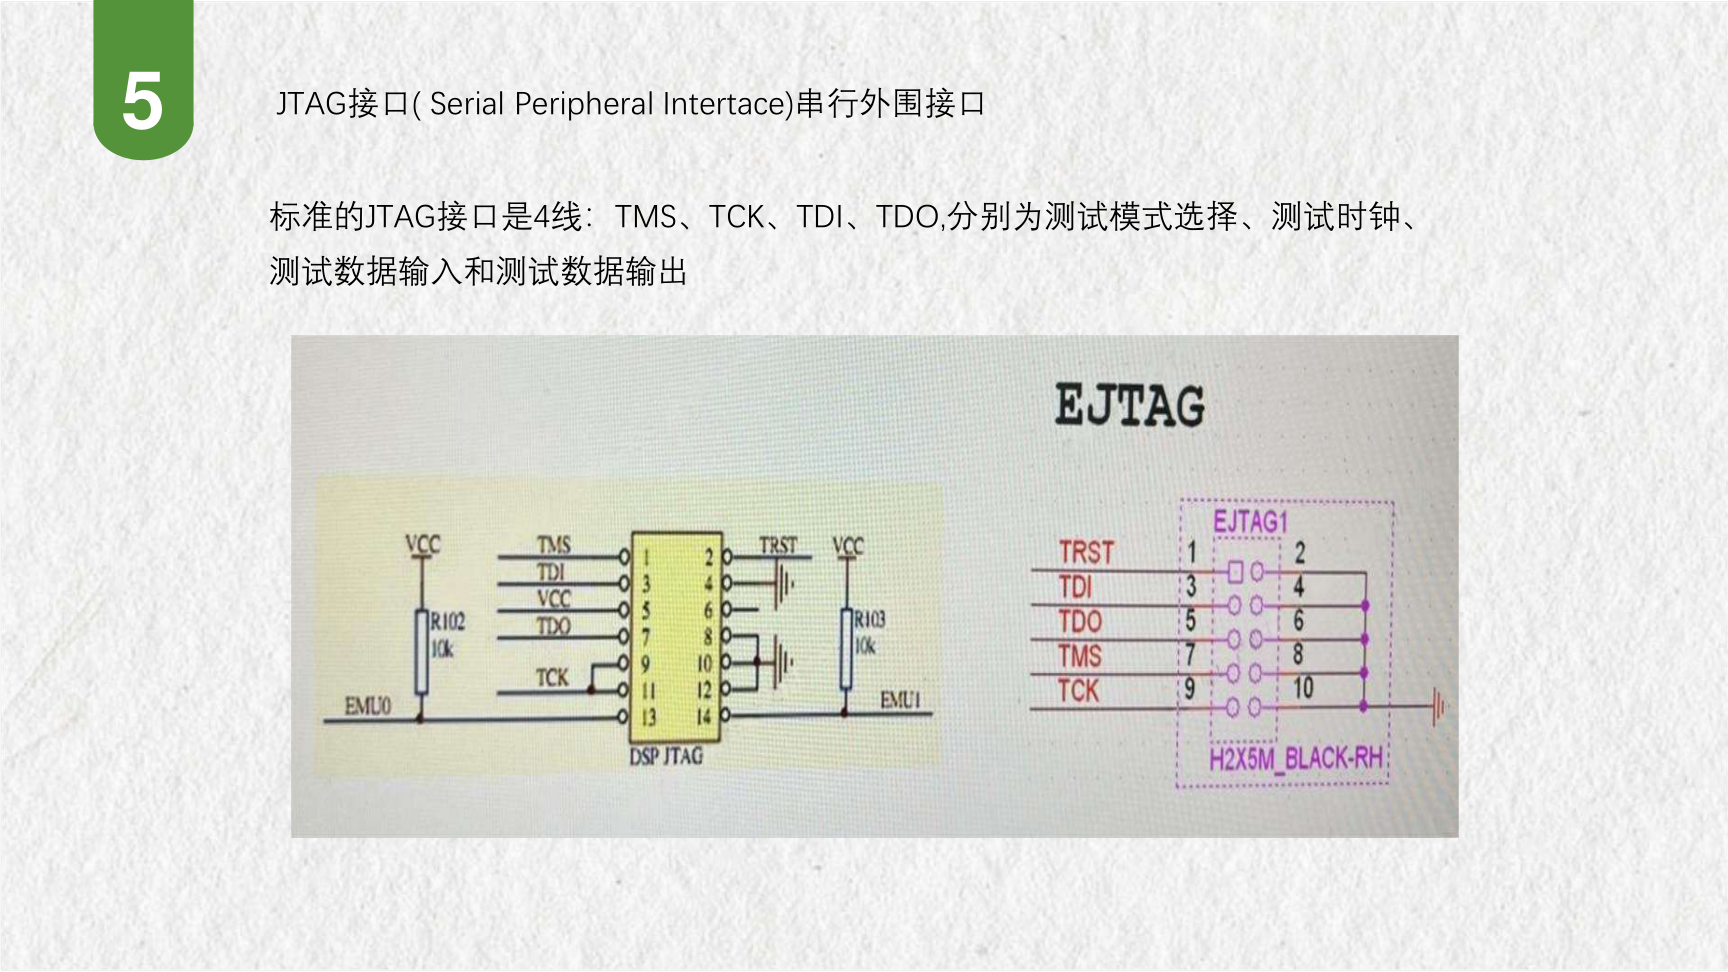 5
JTAG接口( Serial Peripheral Intertace)串行外围接口
标准的JTAG接口是4线：TMS、TCK、TDI、TDO,分别为测试模式选择、测试时钟、
测试数据输入和测试数据输出
EJTAG
VCC
R102
10k
EMU0
TMS
TDI
VCC
TDO
TCK
1 2
3 4
5 6
7 8
9 10
11 12
13 14
DSP JTAG
TRST
VCC
R103
10k
EMU1
EJTAG1
TRST 1 2
TDI 3 4
TDO 5 6
TMS 7 8
TCK 9 10
H2X5M_BLACK-RH